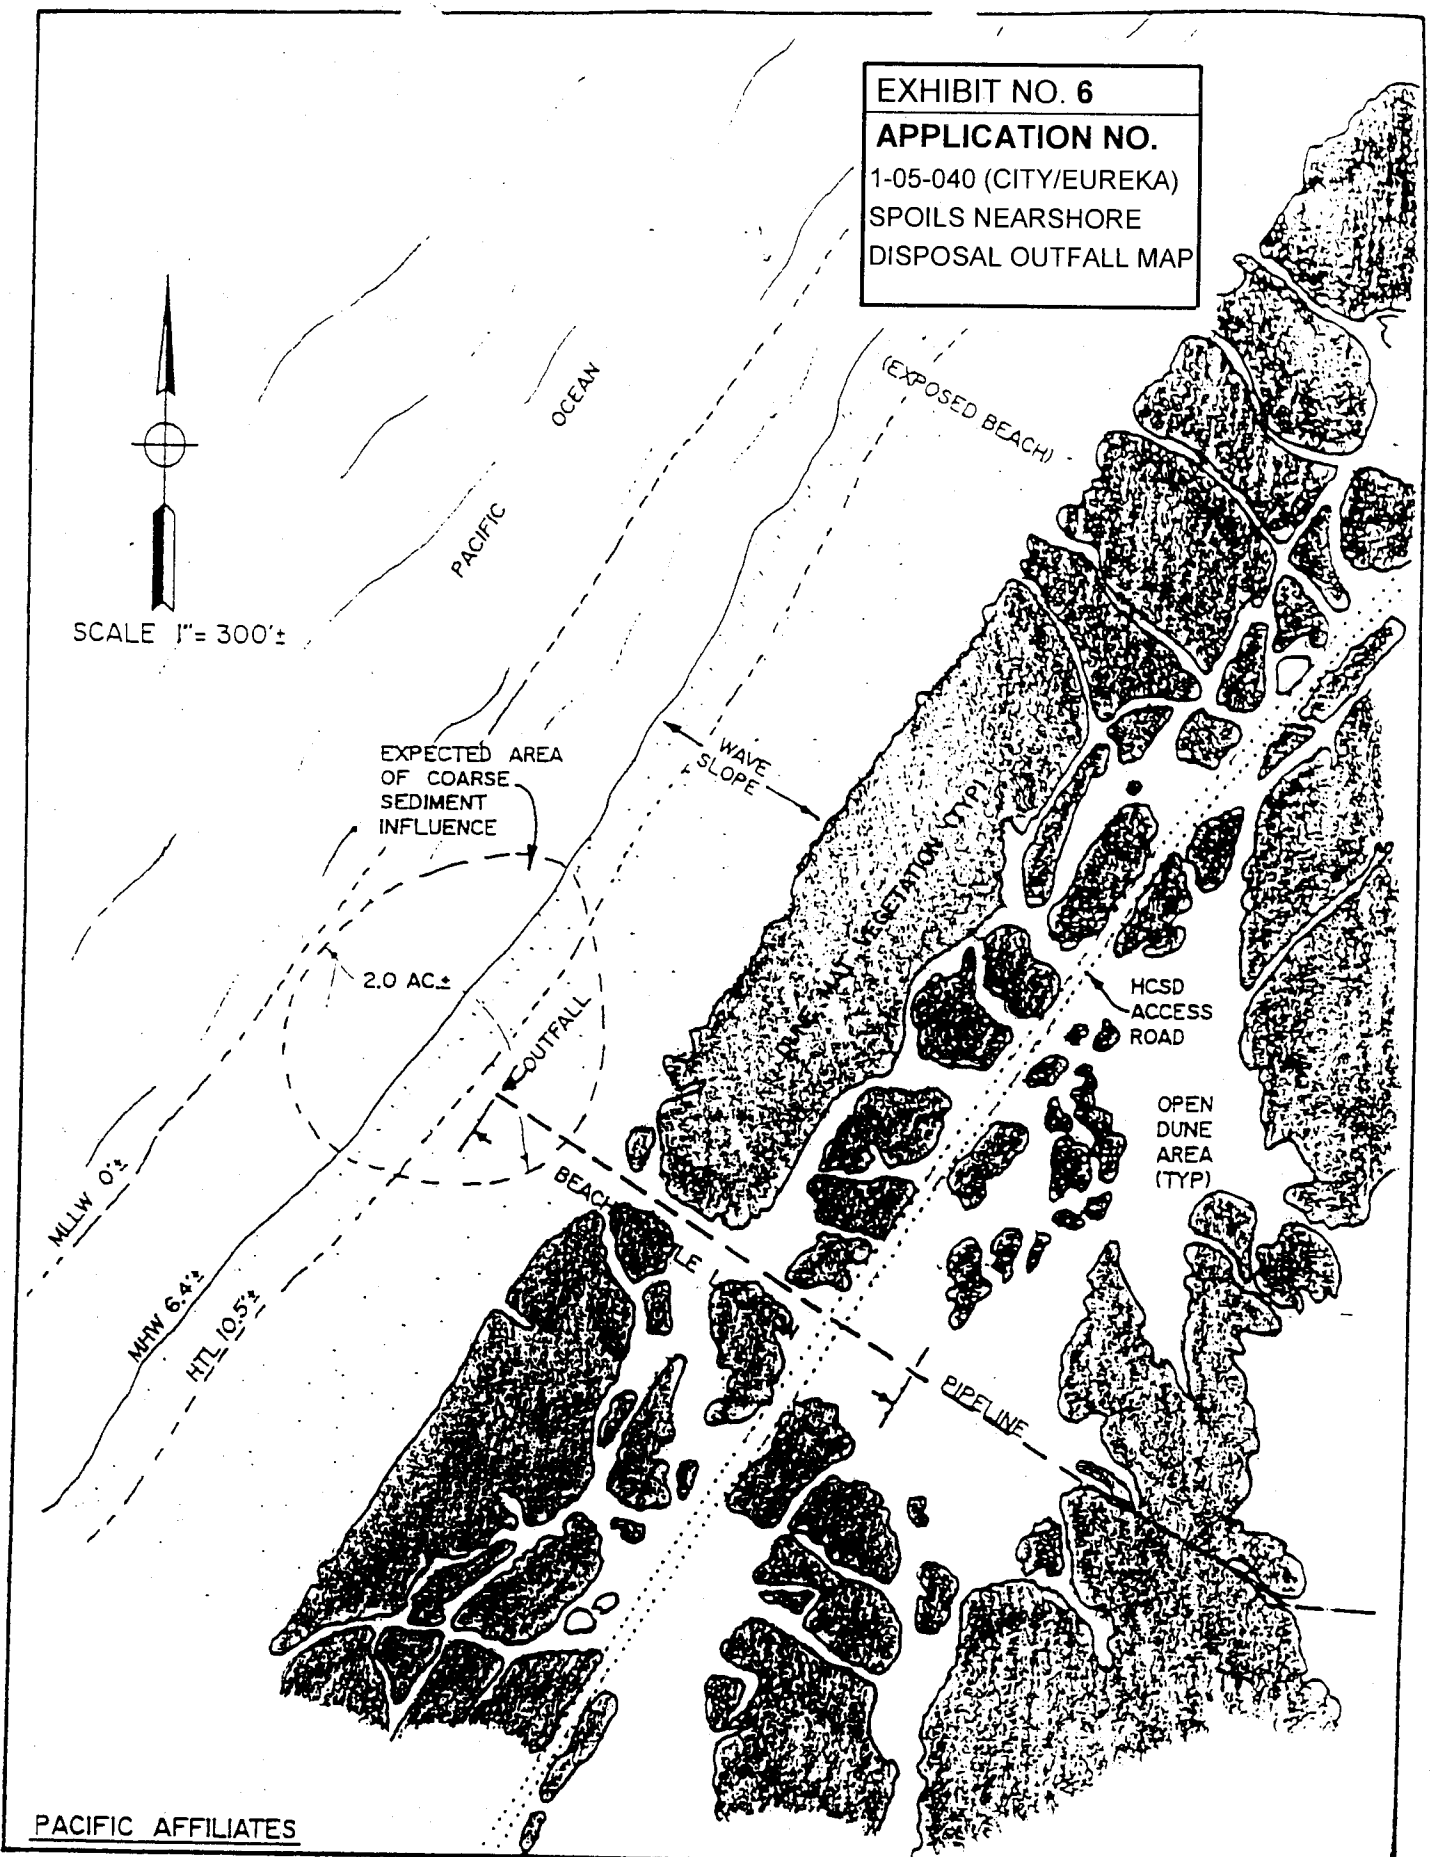 EXHIBIT NO. 6
APPLICATION NO.
1-05-040 (CITY/EUREKA)
SPOILS NEARSHORE
DISPOSAL OUTFALL MAP
(EXPOSED BEACH)
PACIFIC OCEAN
SCALE 1"= 300'±
EXPECTED AREA
OF COARSE
SEDIMENT
INFLUENCE
WAVE
SLOPE
DUNE MAT VEGETATION (TYP)
2.0 AC.±
OUTFALL
HCSD
ACCESS
ROAD
OPEN
DUNE
AREA
(TYP)
MLLW 0'±
MHW 6.4'±
HTL 10.5'±
BEACH
PIPELINE
PACIFIC AFFILIATES